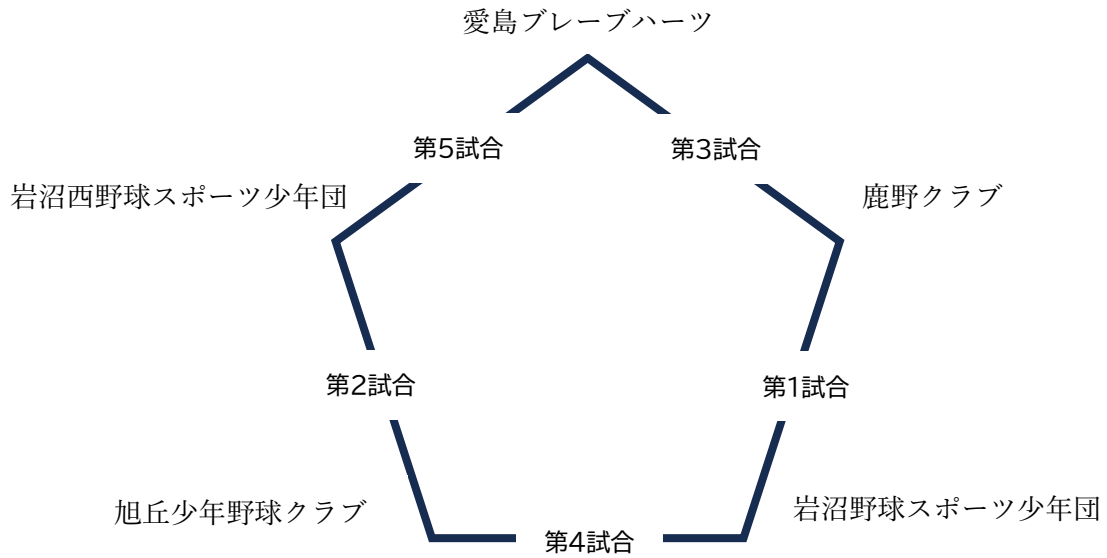 愛島ブレーブハーツ
第5試合
第3試合
岩沼西野球スポーツ少年団
鹿野クラブ
第2試合
第1試合
旭丘少年野球クラブ
岩沼野球スポーツ少年団
第4試合